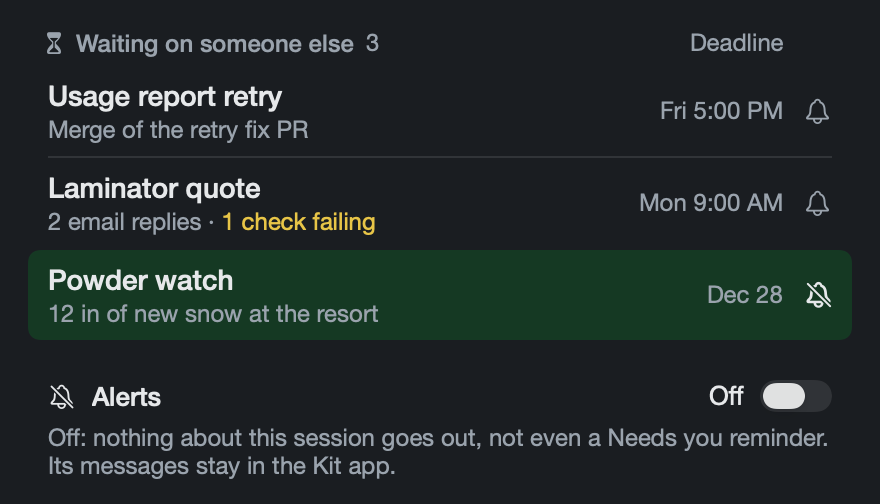 Waiting on someone else 3
Deadline
Usage report retry
Fri 5:00 PM
Merge of the retry fix PR
Laminator quote
Mon 9:00 AM
2 email replies · 1 check failing
Powder watch
Dec 28
12 in of new snow at the resort
Alerts
Off
Off: nothing about this session goes out, not even a Needs you reminder.
Its messages stay in the Kit app.